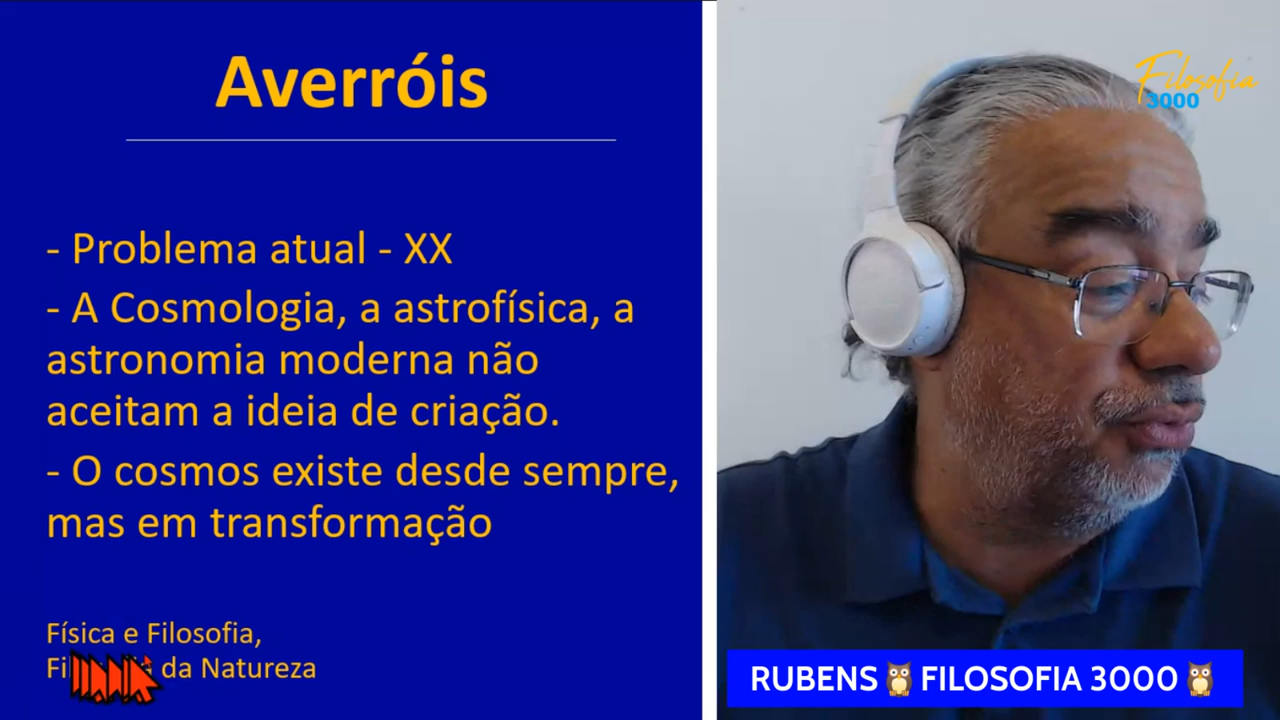 Averróis
- Problema atual - XX
- A Cosmologia, a astrofísica, a
astronomia moderna não
aceitam a ideia de criação.
- O cosmos existe desde sempre,
mas em transformação
Física e Filosofia,
da Natureza
Filosofia
3000
RUBENS🦉FILOSOFIA 3000🦉